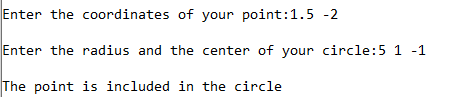 Enter the coordinates of your point:1.5 -2
Enter the radius and the center of your circle:5 1 -1
The point is included in the circle